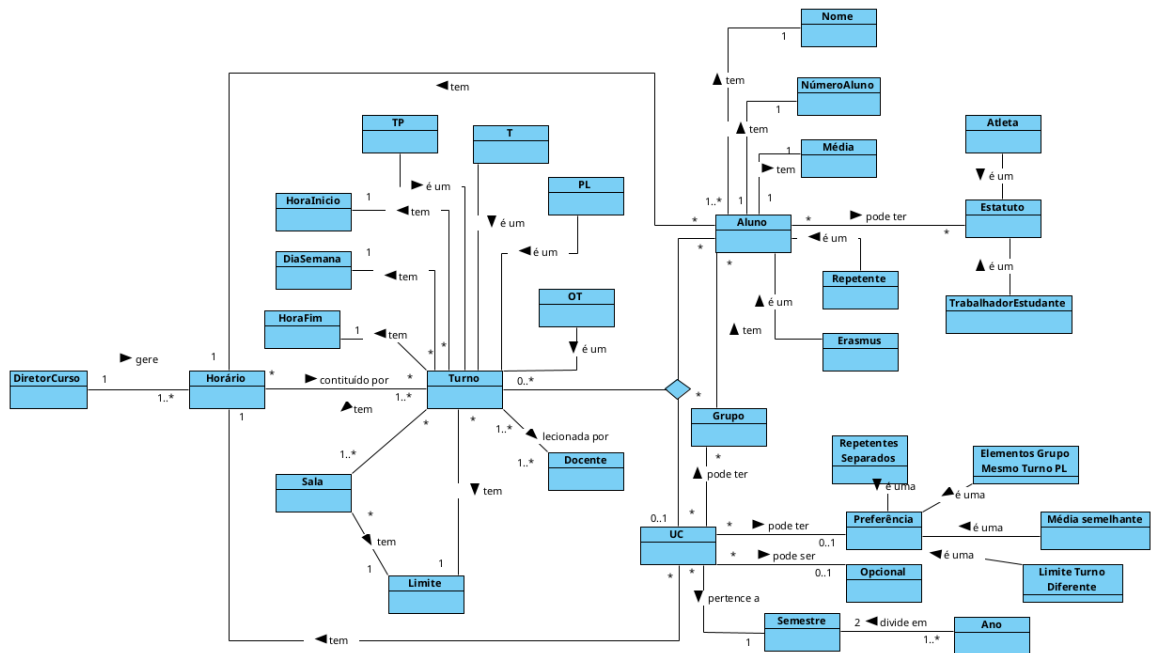 Nome
1
tem
tem
NúmeroAluno
1
tem
TP
T
Atleta
Média
1
tem
é um
é um
PL
HoraInicio
1
tem
1..*
1
1
Estatuto
Aluno
*
*
pode ter
*
é um
é um
DiaSemana
1
tem
*
*
é um
Repetente
é um
OT
TrabalhadorEstudante
é um
HoraFim
1
tem
tem
Erasmus
*
*
é um
gere
1
DiretorCurso
1
1..*
Horário
*
contituído por
*
1..*
Turno
0..*
tem
1
*
*
1..*
lecionada por
*
Grupo
*
1..*
1..*
Docente
Repetentes
Separados
é uma
Elementos Grupo
Mesmo Turno PL
é uma
Sala
tem
pode ter
*
tem
1
1
Limite
0..1
*
UC
*
pode ter
0..1
Preferência
é uma
Média semelhante
*
pode ser
0..1
é uma
Opcional
Limite Turno
Diferente
*
*
pertence a
Semestre
1
2
divide em
1..*
Ano
tem